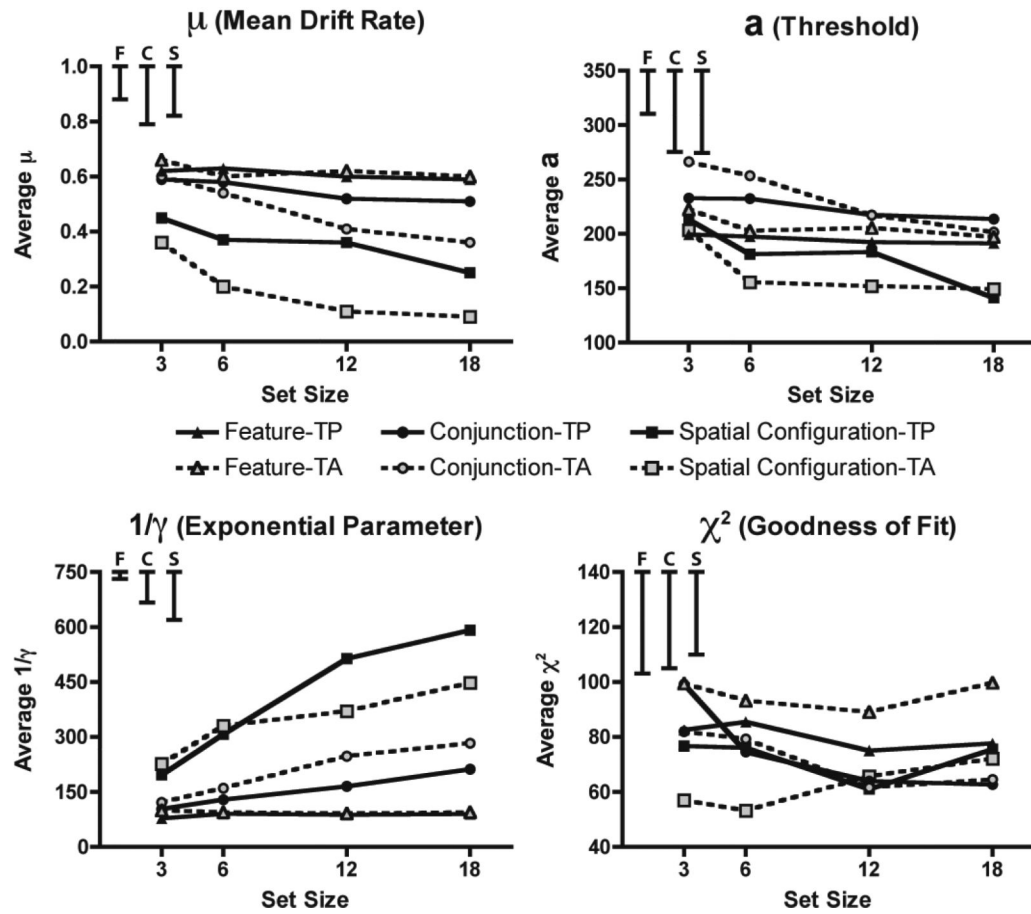 μ (Mean Drift Rate)
F C S
1.0
0.8
0.6
0.4
0.2
0.0
Average μ
3 6 12 18
Set Size
a (Threshold)
F C S
350
300
250
200
150
100
Average a
3 6 12 18
Set Size
Feature-TP Conjunction-TP Spatial Configuration-TP
Feature-TA Conjunction-TA Spatial Configuration-TA
1/γ (Exponential Parameter)
F C S
750
600
450
300
150
0
Average 1/γ
3 6 12 18
Set Size
χ² (Goodness of Fit)
F C S
140
120
100
80
60
40
Average χ²
3 6 12 18
Set Size